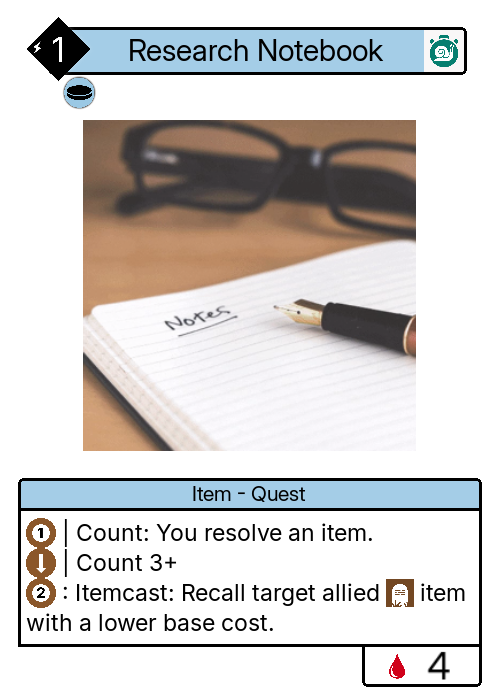 1 Research Notebook
Notes
Item - Quest
1 | Count: You resolve an item.
| Count 3+
2 : Itemcast: Recall target allied item
with a lower base cost.
4